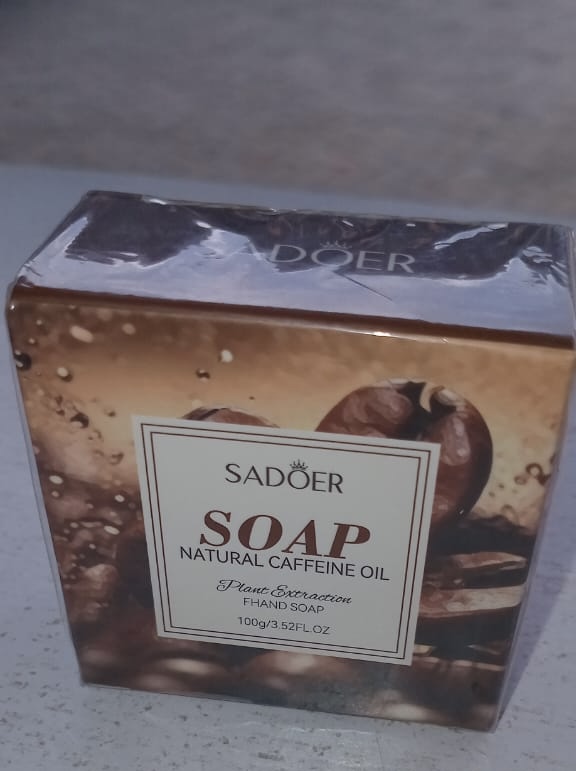 SADOER
SADOER
SOAP
NATURAL CAFFEINE OIL
Plant Extraction
FHAND SOAP
100g/3.52FL.OZ